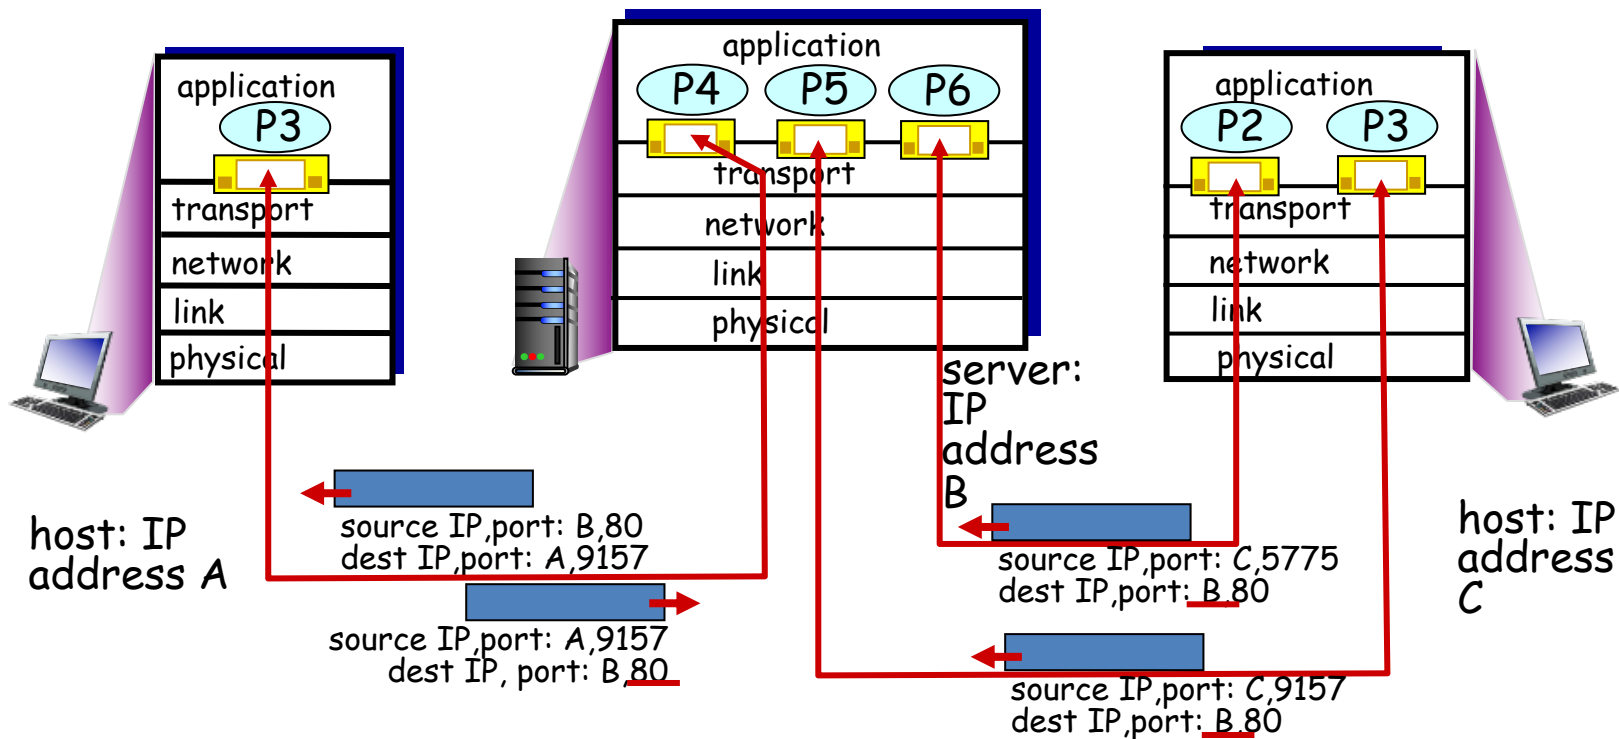 application
P3
transport
network
link
physical
host: IP
address A
application
P4 P5 P6
transport
network
link
physical
server:
IP
address
B
application
P2 P3
transport
network
link
physical
host: IP
address
C
source IP,port: B,80
dest IP,port: A,9157
source IP,port: A,9157
dest IP, port: B,80
source IP,port: C,5775
dest IP,port: B,80
source IP,port: C,9157
dest IP,port: B,80